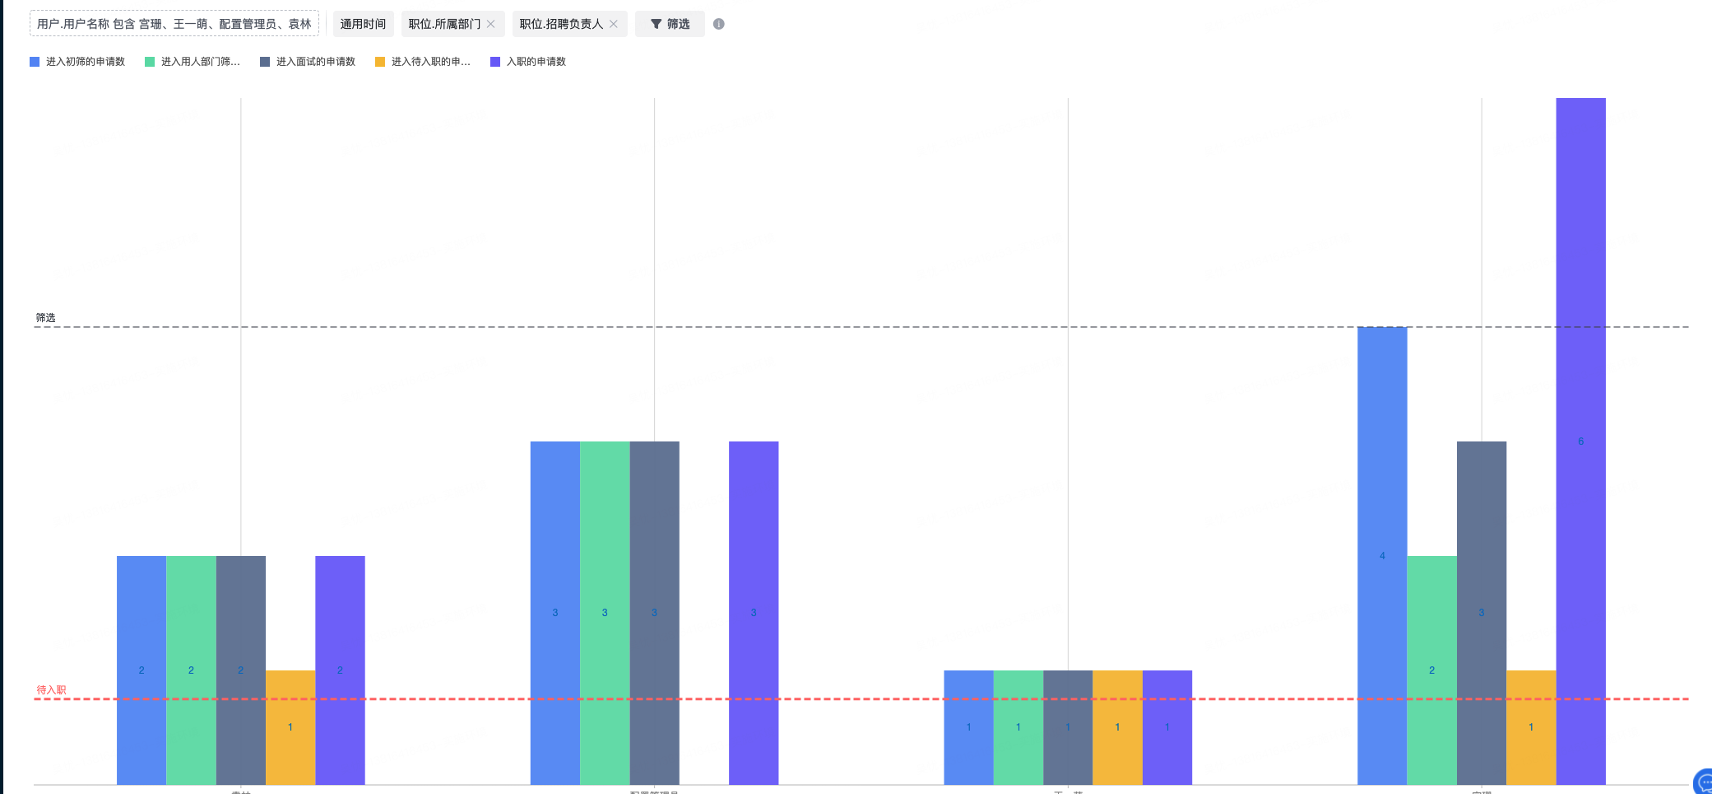 用户.用户名称 包含 宫珊、王一萌、配置管理员、袁林 通用时间 职位.所属部门 职位.招聘负责人 筛选
进入初筛的申请数 进入用人部门筛... 进入面试的申请数 进入待入职的申... 入职的申请数
筛选
6
4
3 3 3 3 3
2 2 2 2 2
待入职
1 1 1 1 1 1 1